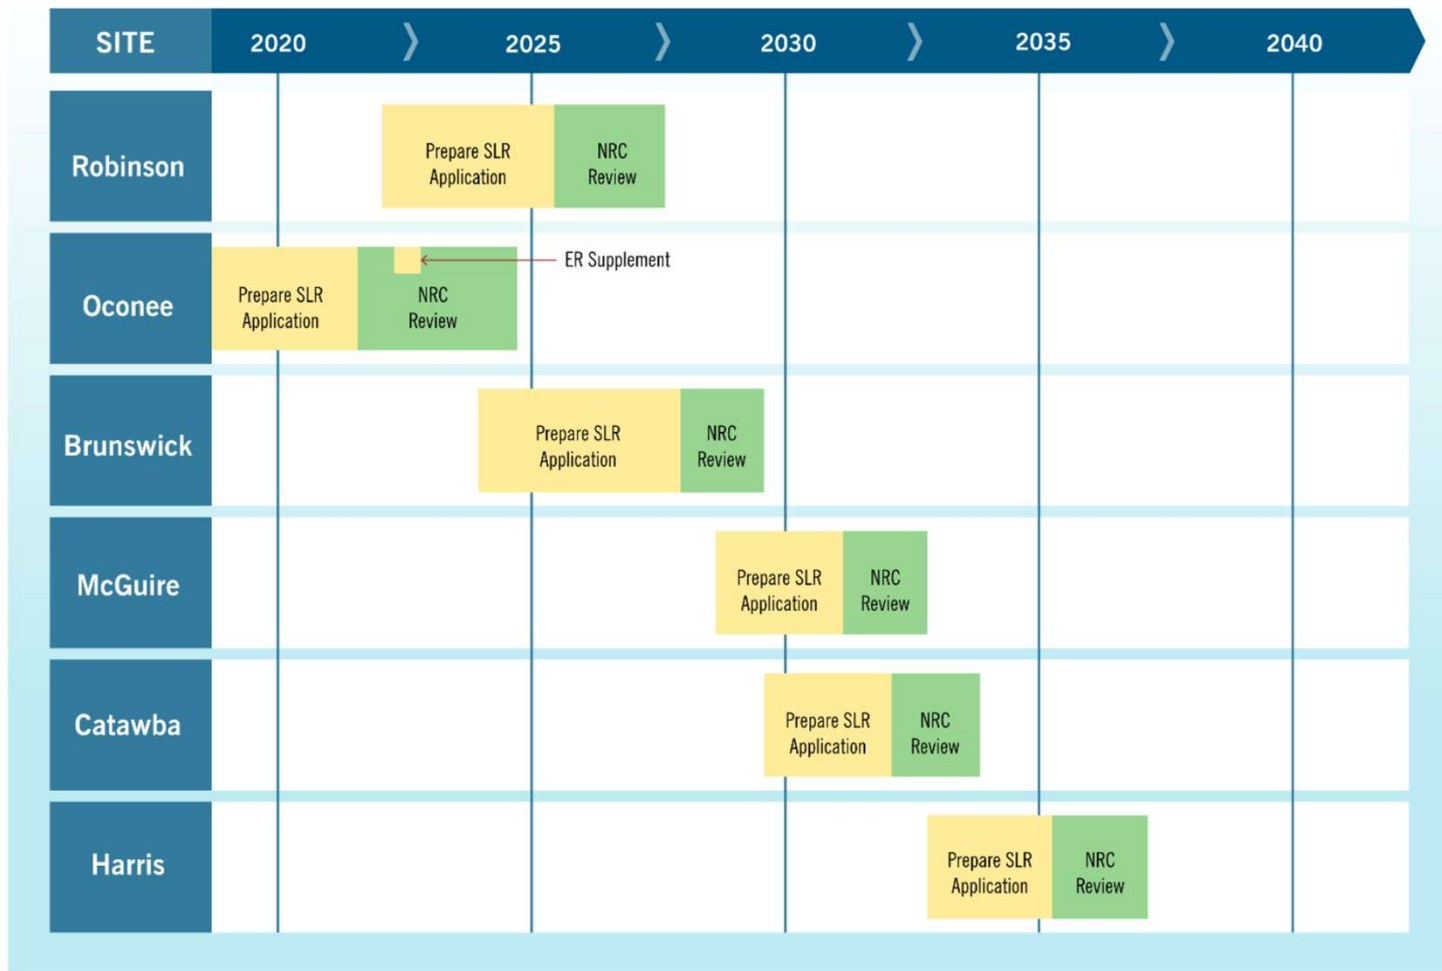 SITE 2020 2025 2030 2035 2040
Robinson
Prepare SLR
Application
NRC
Review
Oconee
Prepare SLR
Application
NRC
Review
ER Supplement
Brunswick
Prepare SLR
Application
NRC
Review
McGuire
Prepare SLR
Application
NRC
Review
Catawba
Prepare SLR
Application
NRC
Review
Harris
Prepare SLR
Application
NRC
Review